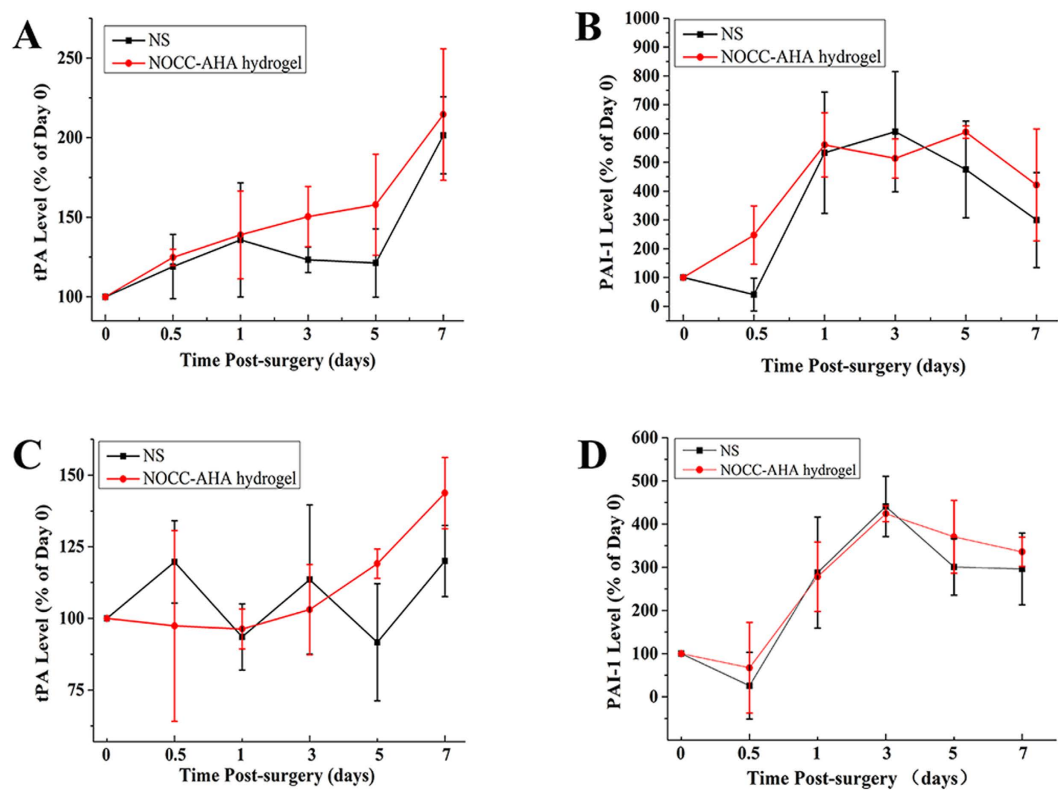 A
NS
NOCC-AHA hydrogel
250
200
150
100
tPA Level (% of Day 0)
0 0.5 1 3 5 7
Time Post-surgery (days)
B
NS
NOCC-AHA hydrogel
1000
900
800
700
600
500
400
300
200
100
0
PAI-1 Level (% of Day 0)
0 0.5 1 3 5 7
Time Post-surgery (days)
C
NS
NOCC-AHA hydrogel
150
125
100
75
tPA Level (% of Day 0)
0 0.5 1 3 5 7
Time Post-surgery (days)
D
NS
NOCC-AHA hydrogel
600
500
400
300
200
100
0
PAI-1 Level (% of Day 0)
0 0.5 1 3 5 7
Time Post-surgery （days）